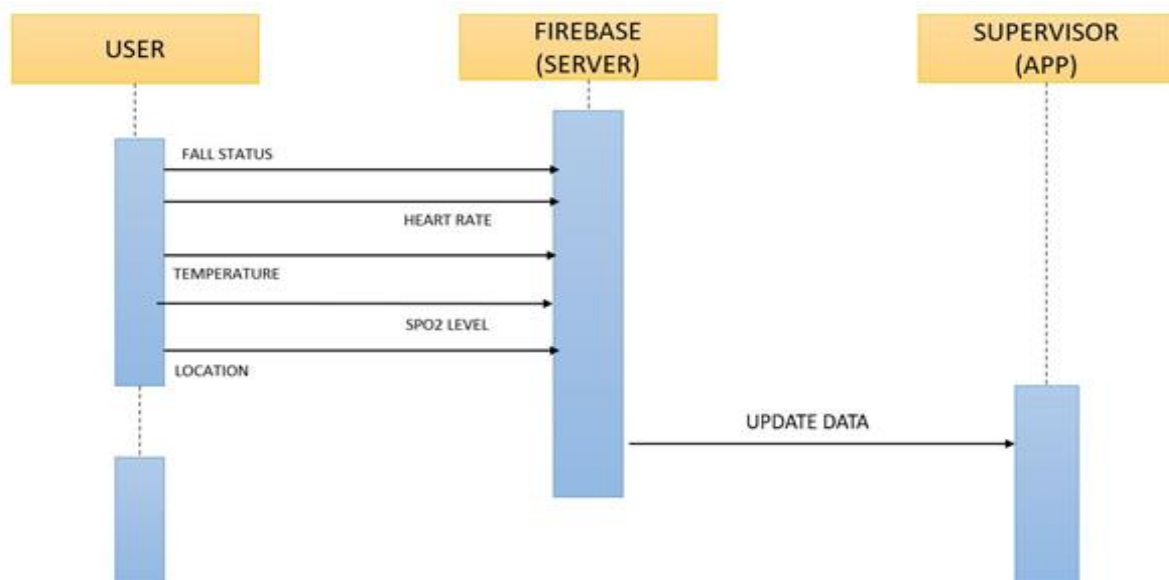 USER
FIREBASE
(SERVER)
SUPERVISOR
(APP)
FALL STATUS
HEART RATE
TEMPERATURE
SPO2 LEVEL
LOCATION
UPDATE DATA